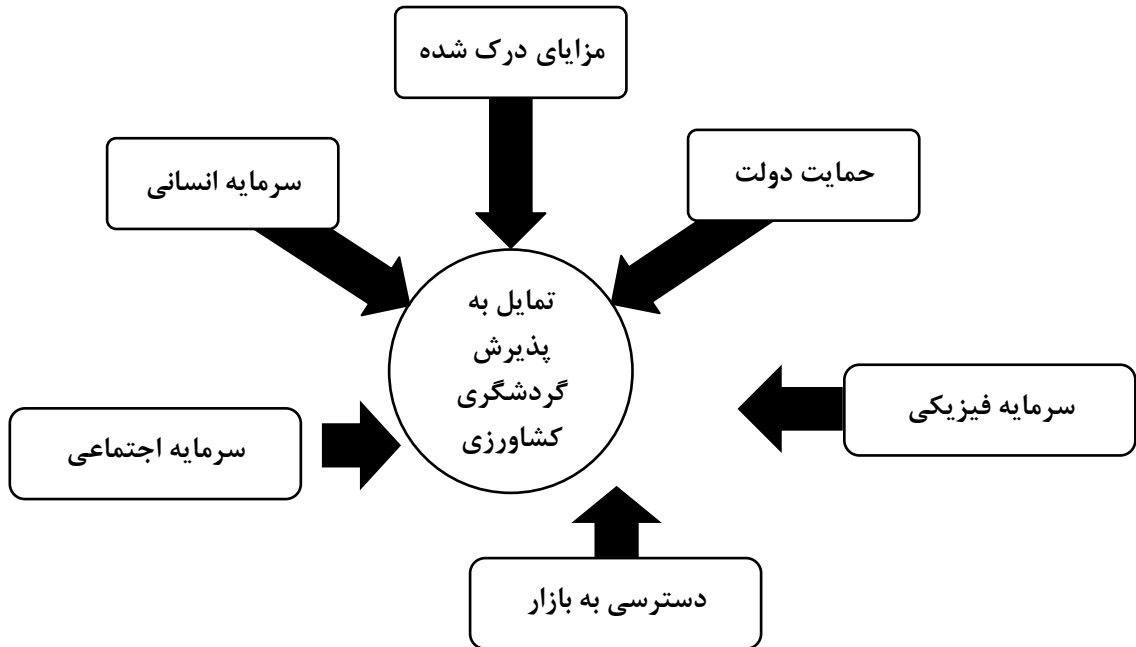 مزایای درک شده
حمایت دولت
سرمایه انسانی
تمایل به
پذیرش
گردشگری
کشاورزی
سرمایه فیزیکی
سرمایه اجتماعی
دسترسی به بازار